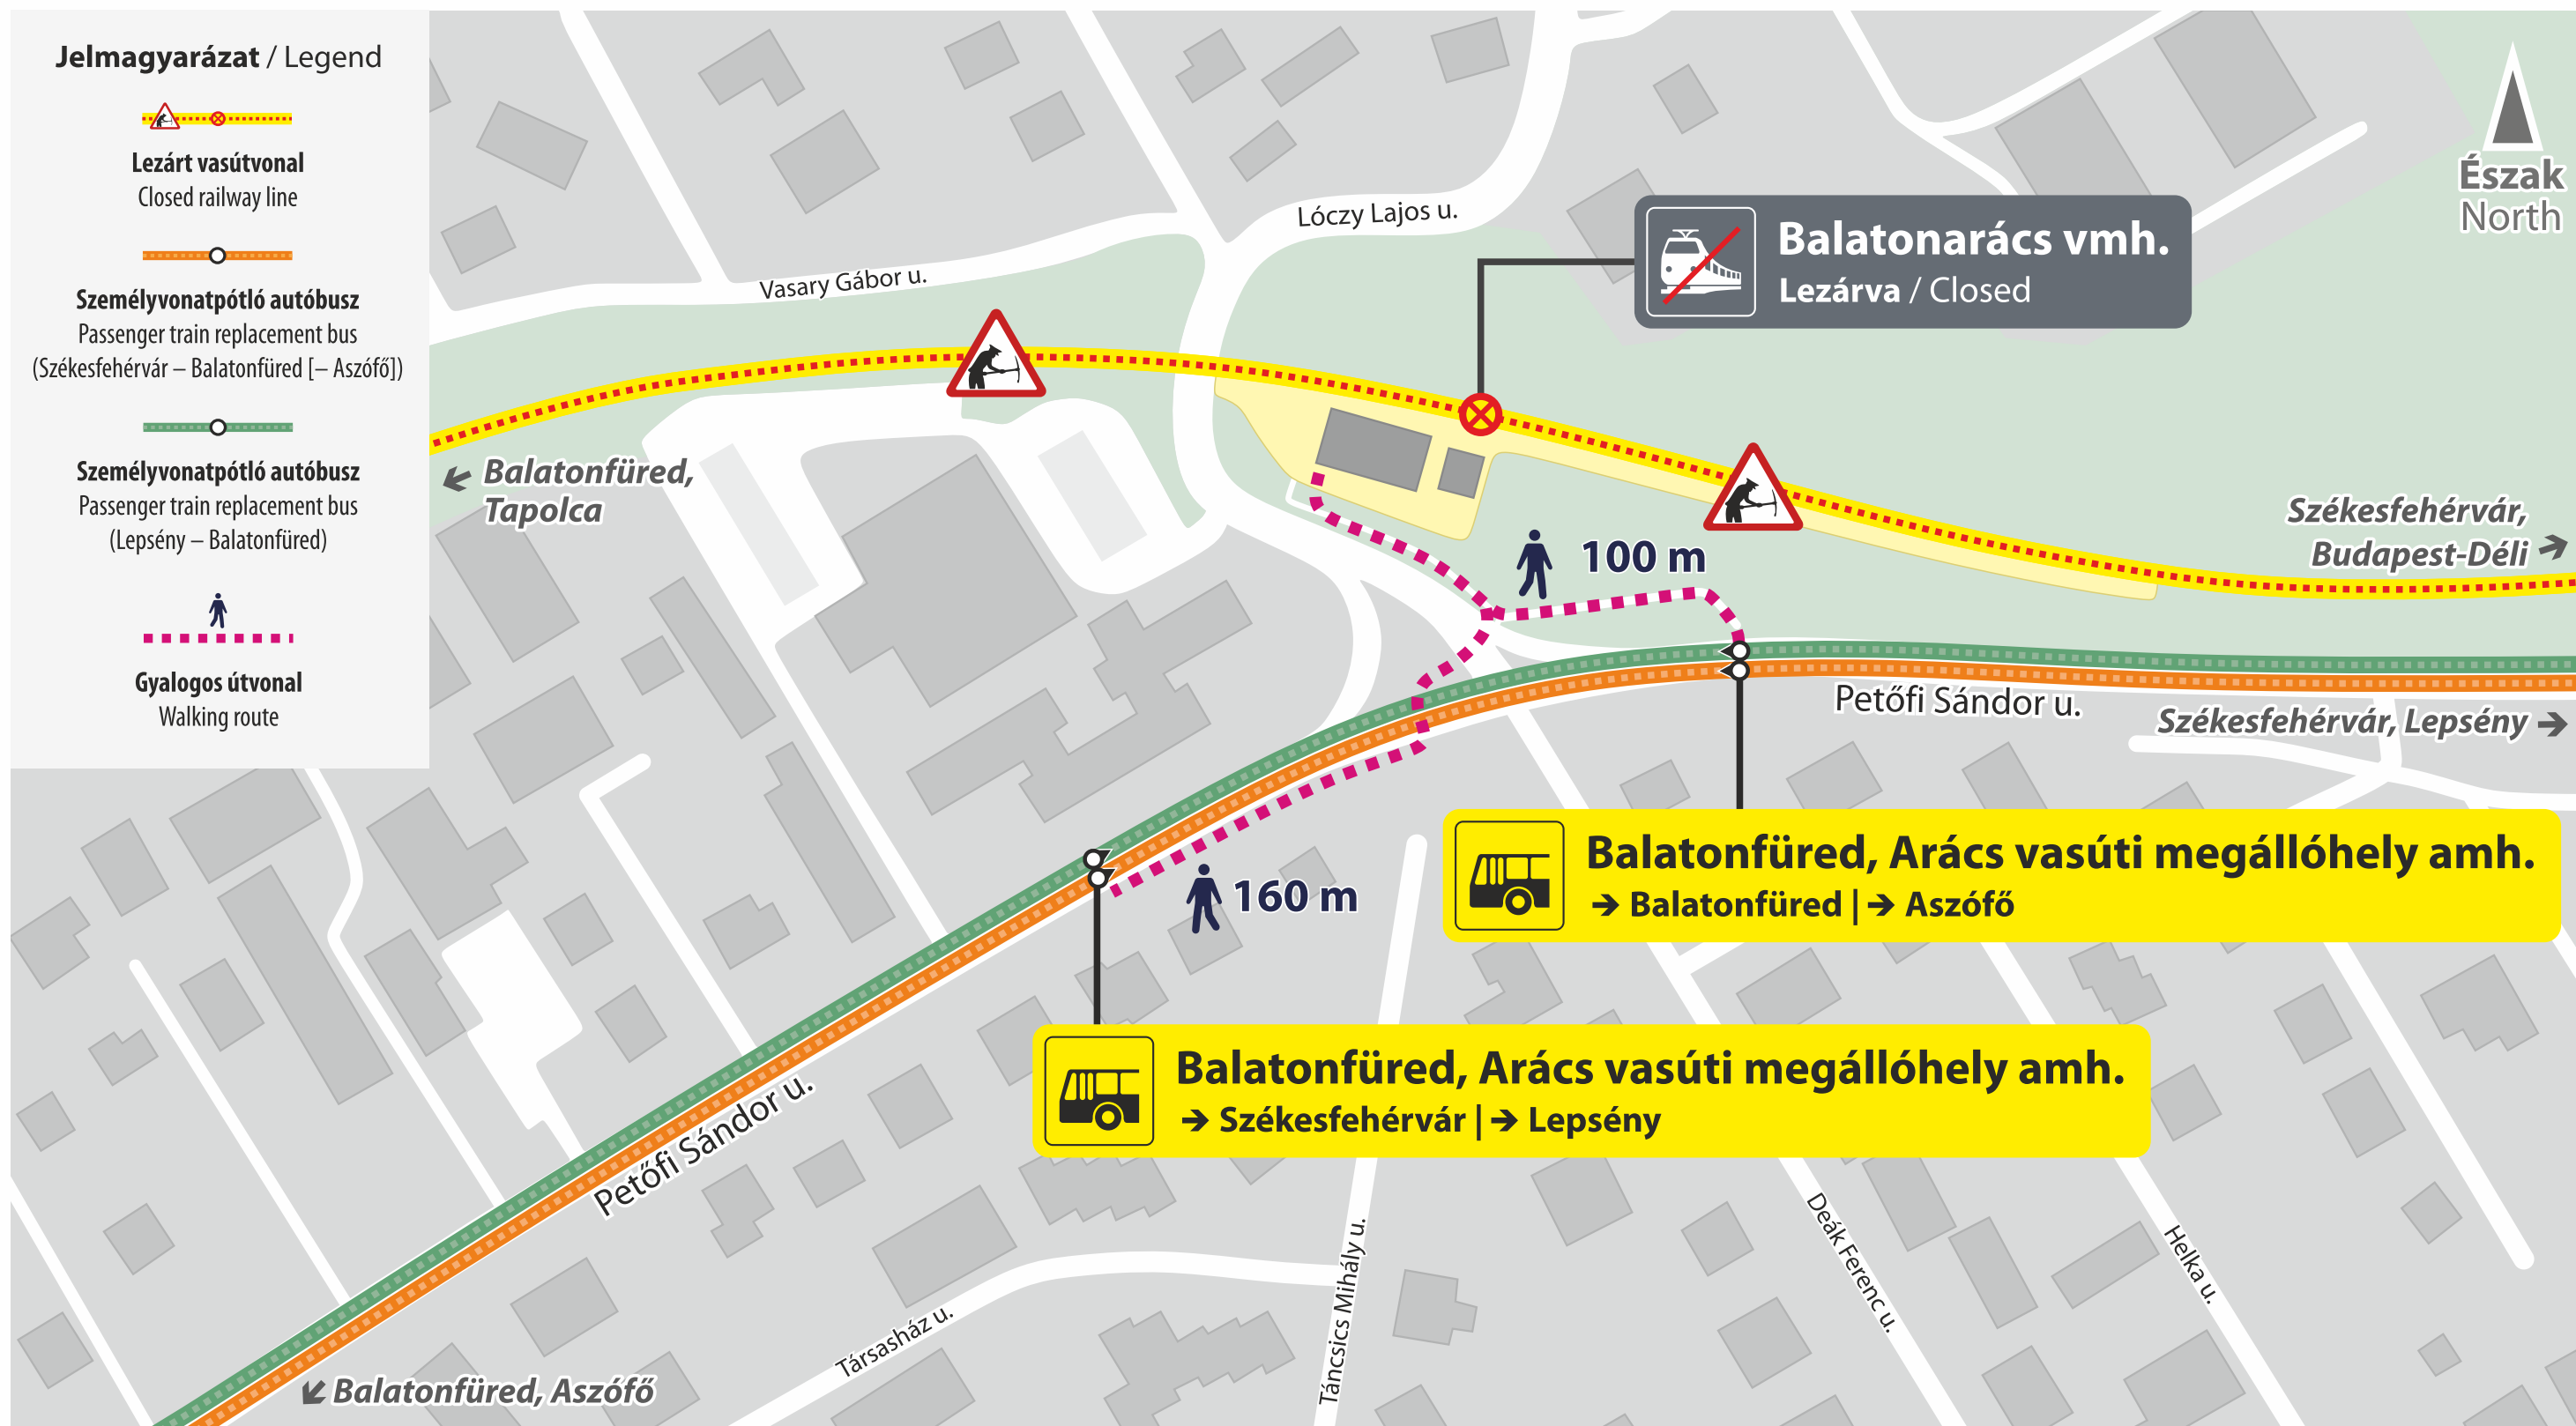 Jelmagyarázat / Legend
Lezárt vasútvonal
Closed railway line
Személyvonatpótló autóbusz
Passenger train replacement bus
(Székesfehérvár – Balatonfüred [– Aszófő])
Személyvonatpótló autóbusz
Passenger train replacement bus
(Lepsény – Balatonfüred)
Gyalogos útvonal
Walking route
Észak
North
Lóczy Lajos u.
Vasary Gábor u.
Balatonarács vmh.
Lezárva / Closed
← Balatonfüred,
Tapolca
Székesfehérvár,
Budapest-Déli →
100 m
Petőfi Sándor u.
Székesfehérvár, Lepsény →
Balatonfüred, Arács vasúti megállóhely amh.
→ Balatonfüred | → Aszófő
160 m
Balatonfüred, Arács vasúti megállóhely amh.
→ Székesfehérvár | → Lepsény
Petőfi Sándor u.
Társasház u.
Táncsics Mihály u.
Deák Ferenc u.
Helka u.
↙ Balatonfüred, Aszófő